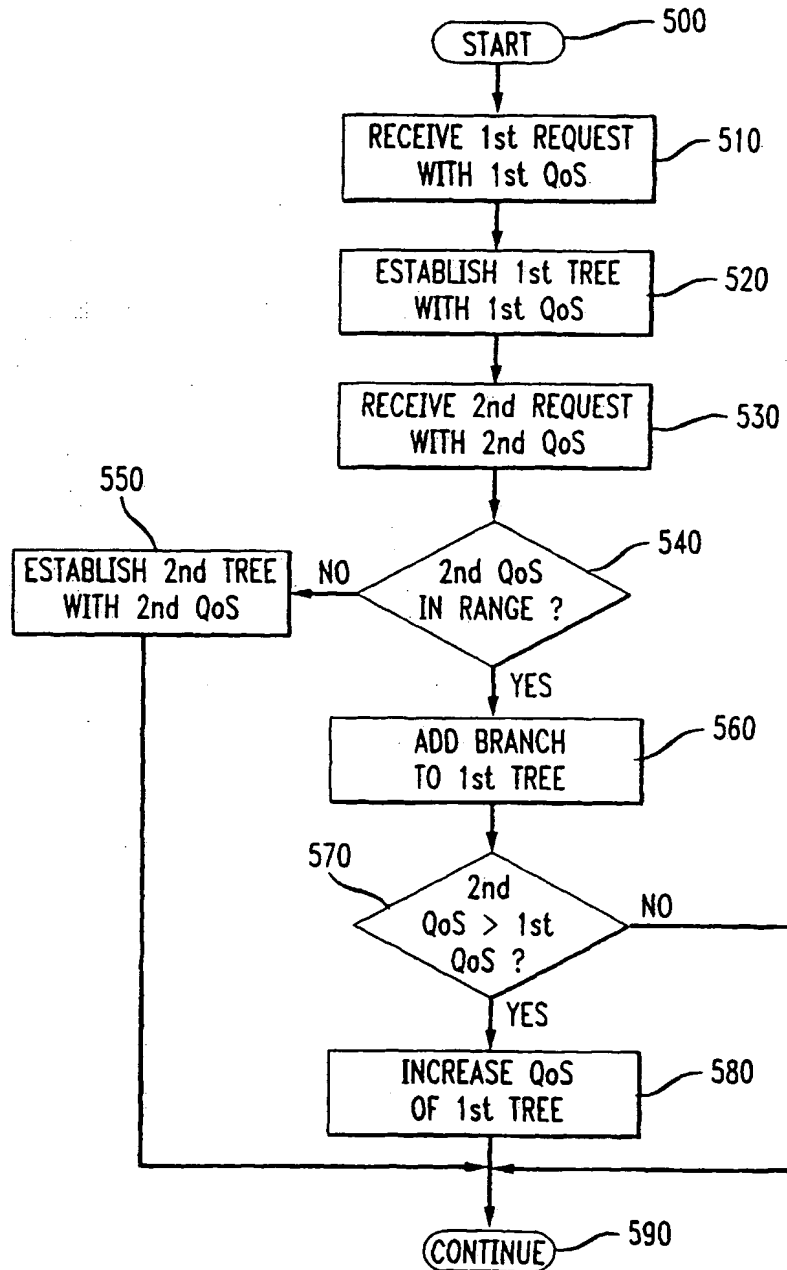 START
500
RECEIVE 1st REQUEST
WITH 1st QoS
510
ESTABLISH 1st TREE
WITH 1st QoS
520
RECEIVE 2nd REQUEST
WITH 2nd QoS
530
550
ESTABLISH 2nd TREE
WITH 2nd QoS
NO
2nd QoS
IN RANGE ?
540
YES
ADD BRANCH
TO 1st TREE
560
570
2nd
QoS > 1st
QoS ?
NO
YES
INCREASE QoS
OF 1st TREE
580
CONTINUE
590